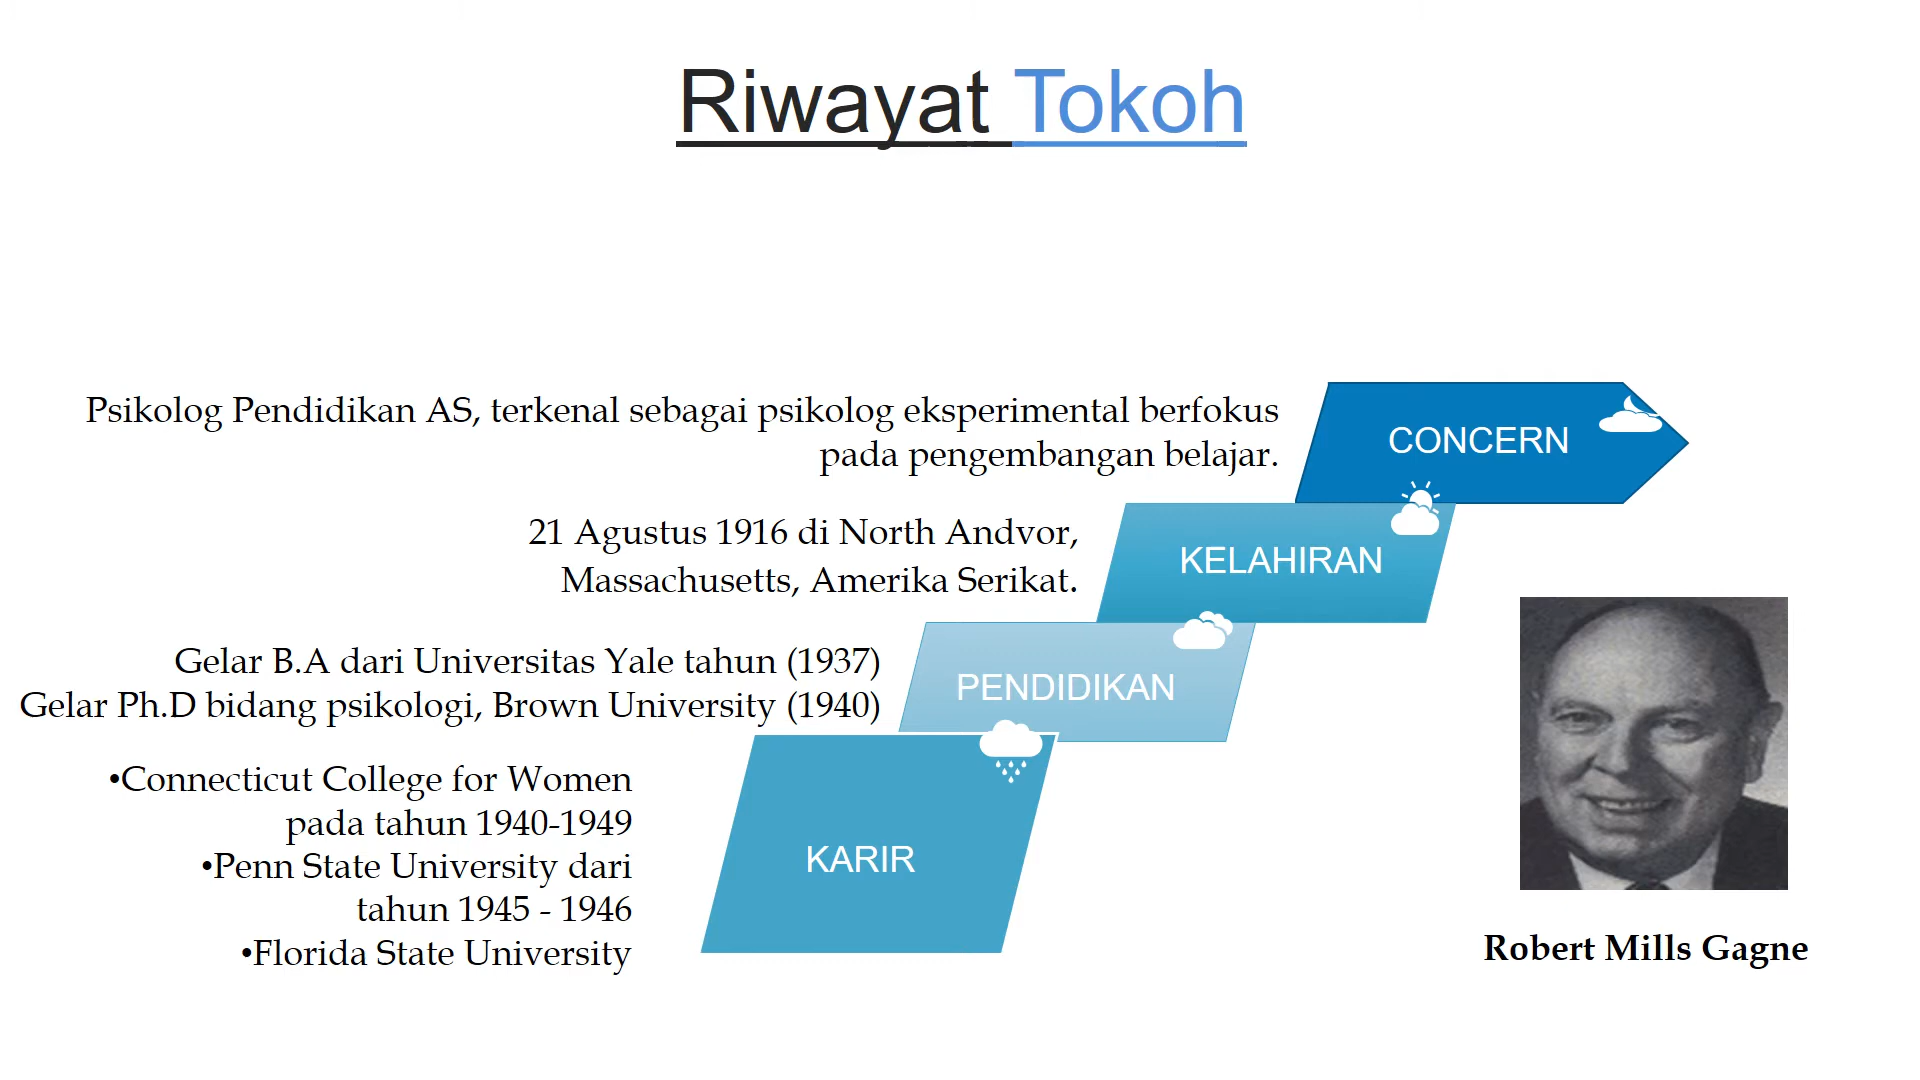 Riwayat Tokoh
Psikolog Pendidikan AS, terkenal sebagai psikolog eksperimental berfokus
pada pengembangan belajar.
CONCERN
21 Agustus 1916 di North Andvor,
Massachusetts, Amerika Serikat.
KELAHIRAN
Gelar B.A dari Universitas Yale tahun (1937)
Gelar Ph.D bidang psikologi, Brown University (1940)
PENDIDIKAN
•Connecticut College for Women
pada tahun 1940-1949
•Penn State University dari
tahun 1945 - 1946
•Florida State University
KARIR
Robert Mills Gagne